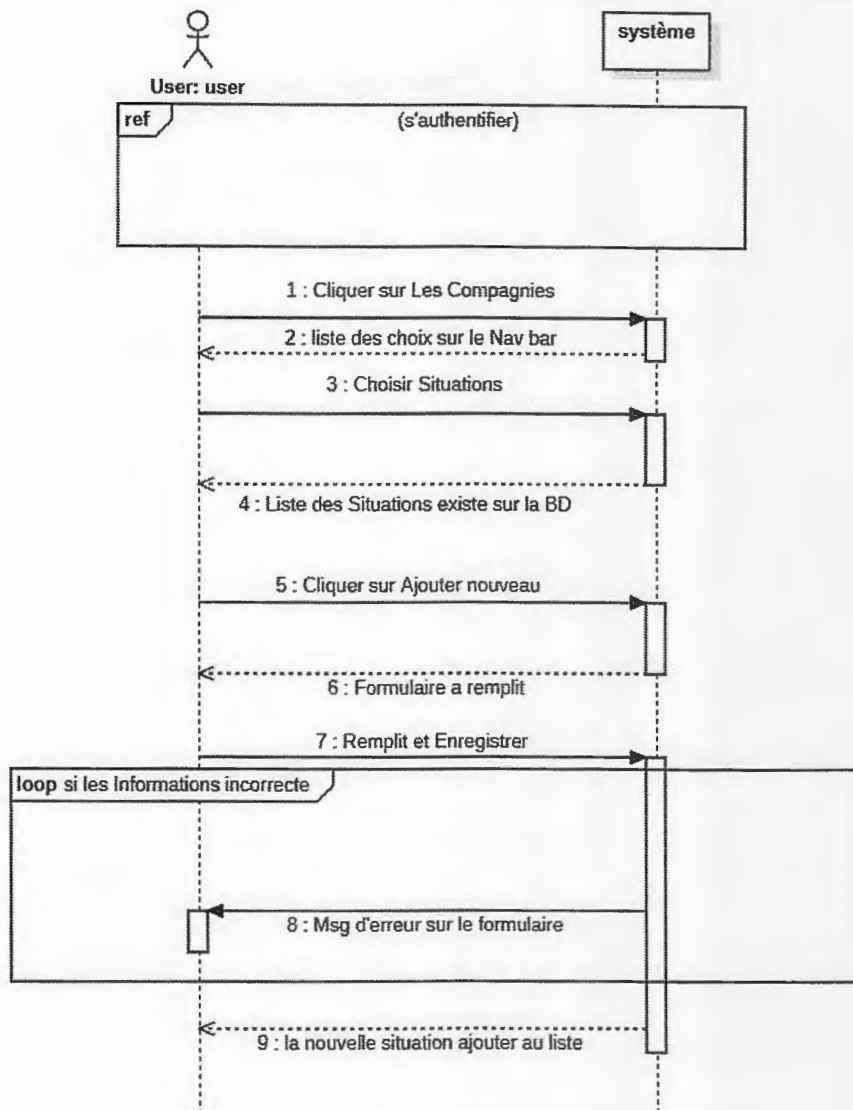 système
User: user
ref
(s'authentifier)
1 : Cliquer sur Les Compagnies
2 : liste des choix sur le Nav bar
3 : Choisir Situations
4 : Liste des Situations existe sur la BD
5 : Cliquer sur Ajouter nouveau
6 : Formulaire a remplit
7 : Remplit et Enregistrer
loop si les Informations incorrecte
8 : Msg d'erreur sur le formulaire
9 : la nouvelle situation ajouter au liste